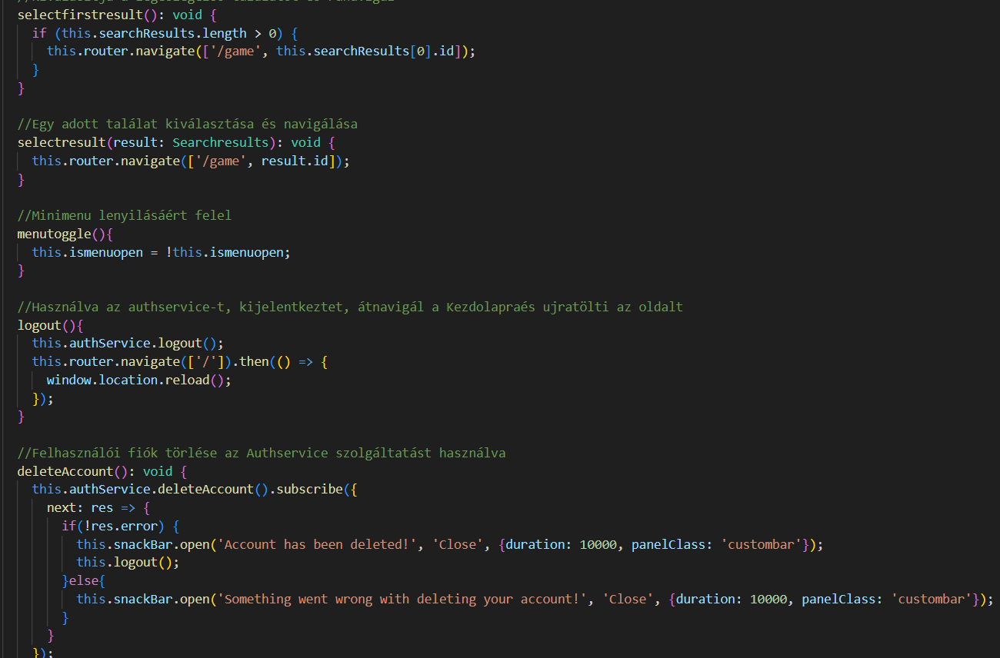 selectfirstresult(): void {
if (this.searchResults.length > 0) {
this.router.navigate(['/game', this.searchResults[0].id]);
}
}
//Egy adott találat kiválasztása és navigálása
selectresult(result: Searchresults): void {
this.router.navigate(['/game', result.id]);
}
//Minimenu lenyilásáért felel
menutoggle(){
this.ismenuopen = !this.ismenuopen;
}
//Használva az authservice-t, kijelentkeztet, átnavigál a Kezdolapraés ujratölti az oldalt
logout(){
this.authService.logout();
this.router.navigate(['/']).then(() => {
window.location.reload();
});
}
//Felhasználói fiók törlése az Authservice szolgáltatást használva
deleteAccount(): void {
this.authService.deleteAccount().subscribe({
next: res => {
if(!res.error) {
this.snackBar.open('Account has been deleted!', 'Close', {duration: 10000, panelClass: 'custombar'});
this.logout();
}else{
this.snackBar.open('Something went wrong with deleting your account!', 'Close', {duration: 10000, panelClass: 'custombar'});
}
}
});